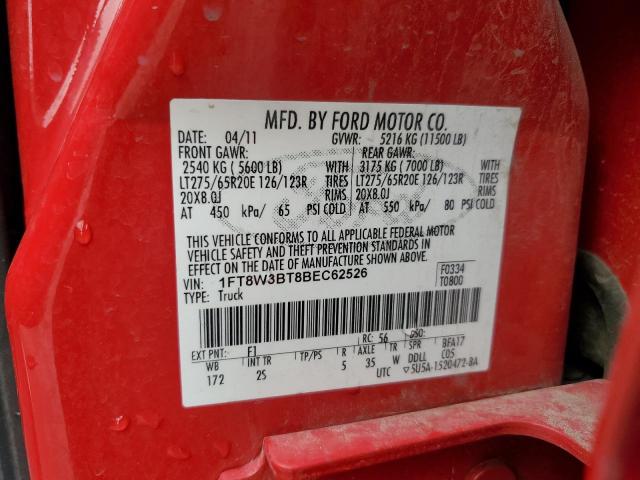 MFD. BY FORD MOTOR CO.
DATE: 04/11 GVWR: 5216 KG (11500 LB)
FRONT GAWR: REAR GAWR:
2540 KG ( 5600 LB) WITH 3175 KG ( 7000 LB) WITH
LT275/65R20E 126/123R TIRES LT275/65R20E 126/123R TIRES
20X8.0J RIMS 20X8.0J RIMS
AT 450 kPa/ 65 PSI COLD AT 550 kPa/ 80 PSI COLD
THIS VEHICLE CONFORMS TO ALL APPLICABLE FEDERAL MOTOR
VEHICLE SAFETY AND THEFT PREVENTION STANDARDS IN
EFFECT ON THE DATE OF MANUFACTURE SHOWN ABOVE.
VIN: 1FT8W3BT8BEC62526 F0334
TYPE: Truck T0800
EXT PNT: F1 RC: 56 DSO:
WB INT TR TP/PS R AXLE TR SPR BFA17
172 2S 5 35 W DDLL C05
UTC ▽5U5A-1520472-BA